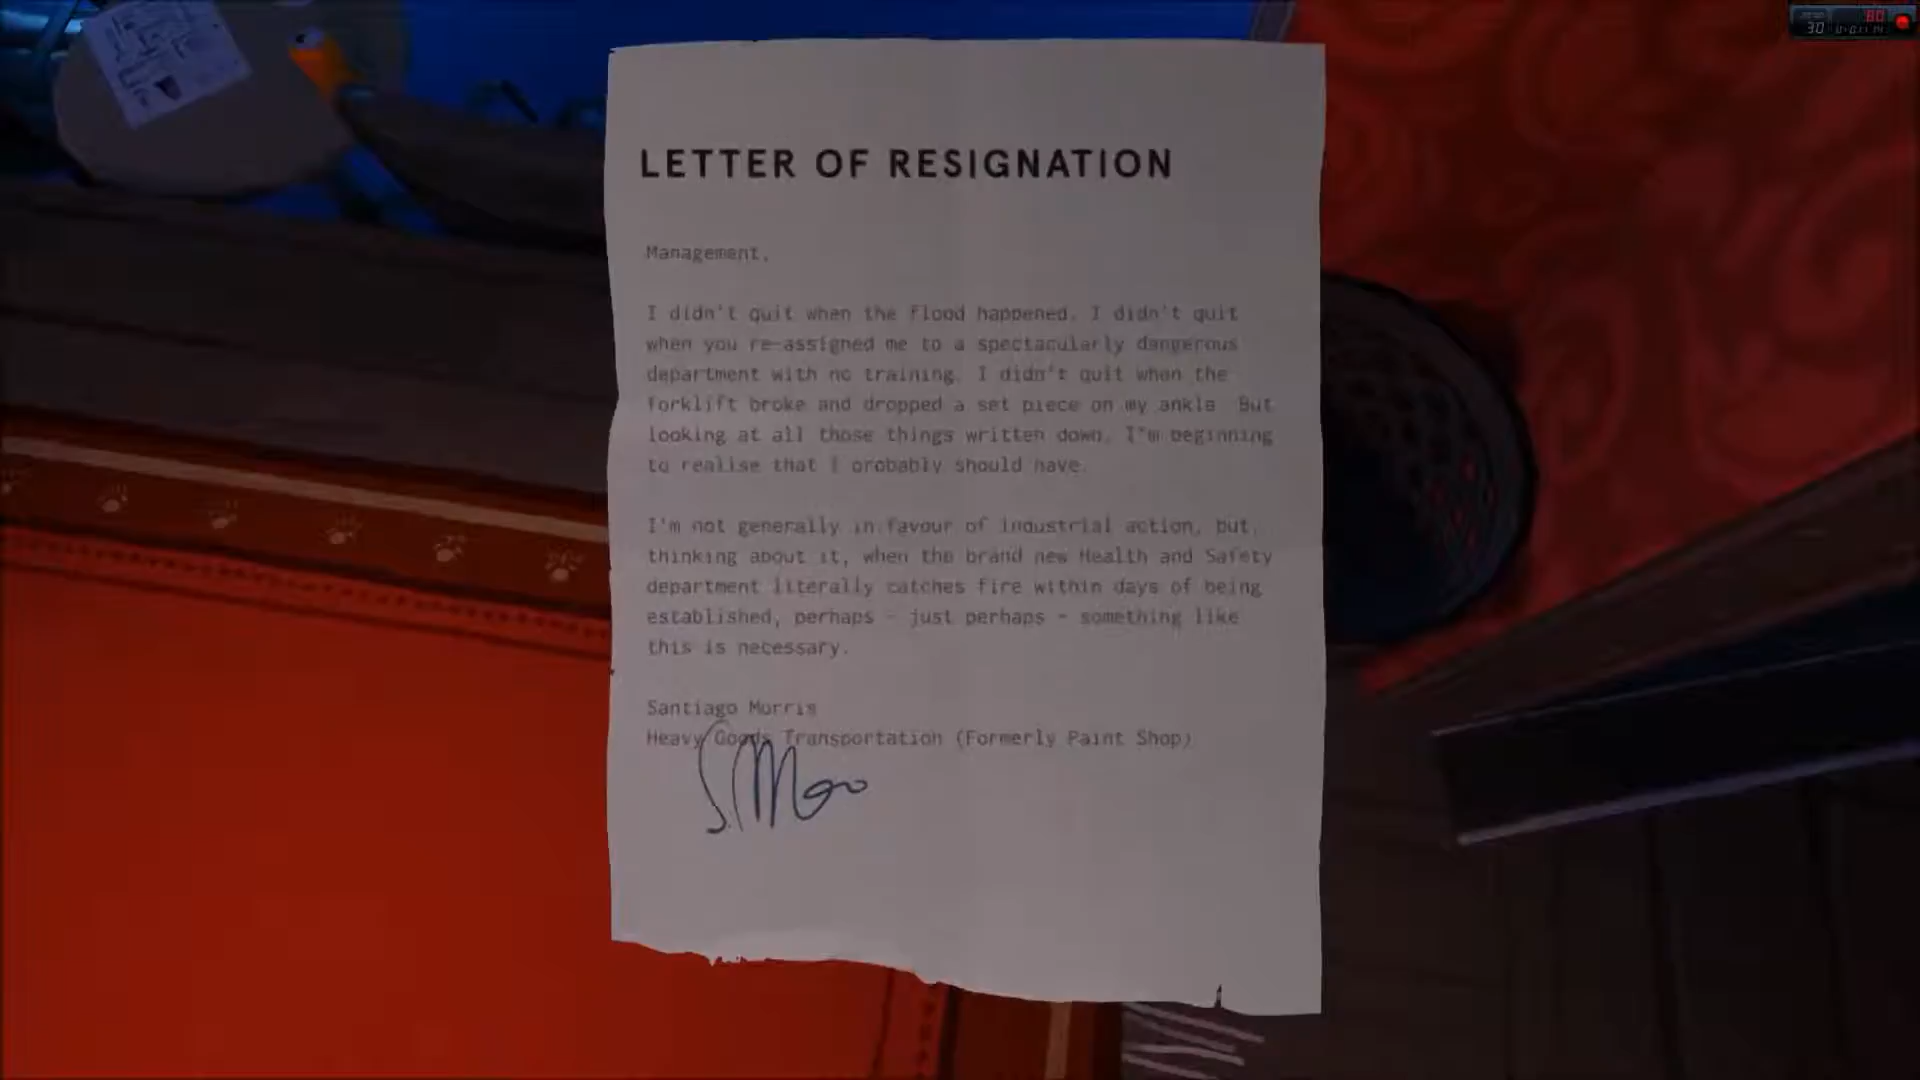 LETTER OF RESIGNATION
Management,
I didn't quit when the flood happened. I didn't quit
when you re-assigned me to a spectacularly dangerous
department with no training. I didn't quit when the
forklift broke and dropped a set piece on my ankle. But
looking at all those things written down, I'm beginning
to realise that I probably should have.
I'm not generally in favour of industrial action, but,
thinking about it, when the brand new Health and Safety
department literally catches fire within days of being
established, perhaps - just perhaps - something like
this is necessary.
Santiago Morris
Heavy Goods Transportation (Formerly Paint Shop)